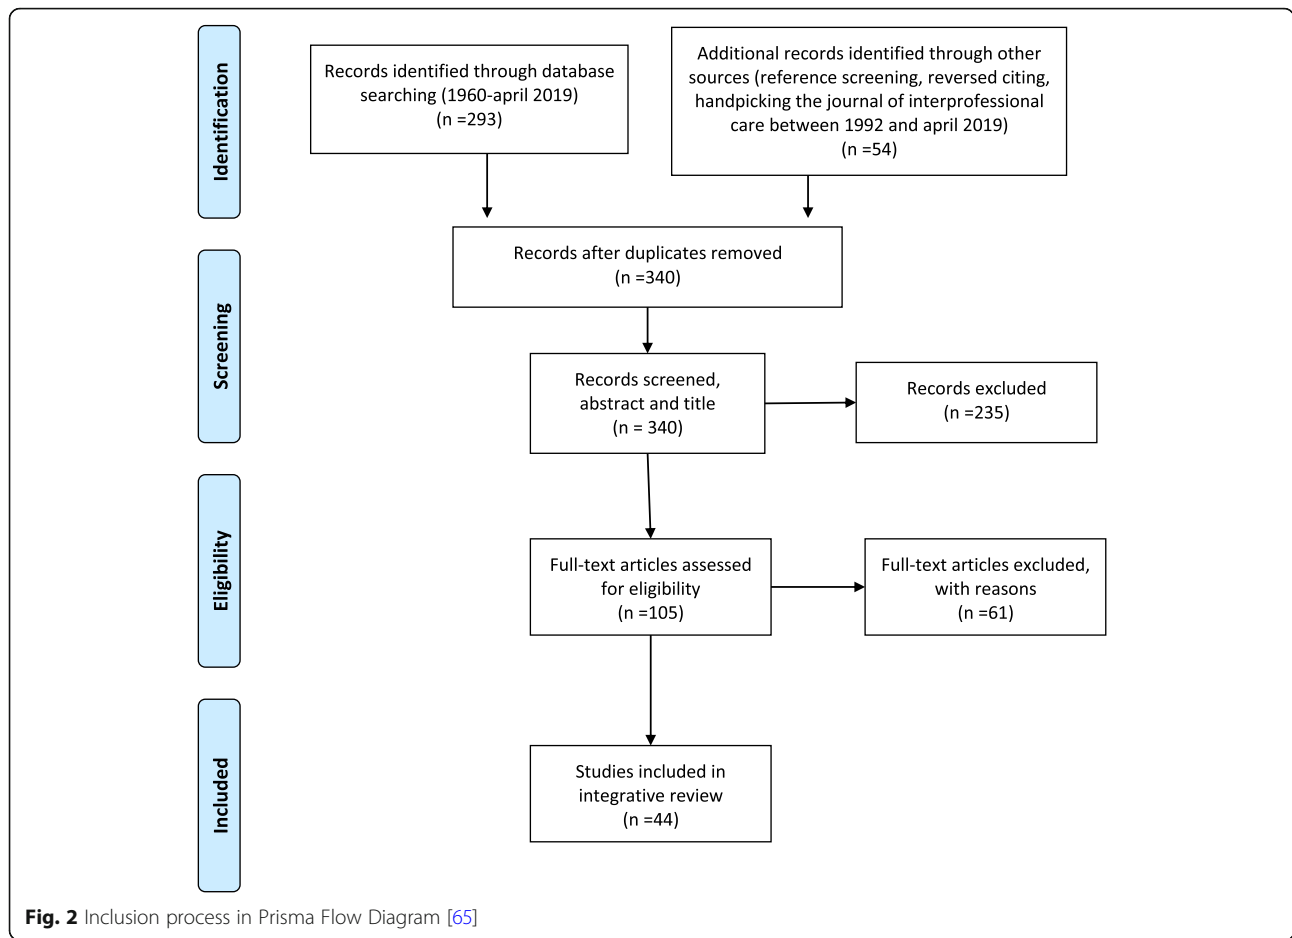 Identification
Records identified through database
searching (1960-april 2019)
(n =293)
Additional records identified through other
sources (reference screening, reversed citing,
handpicking the journal of interprofessional
care between 1992 and april 2019)
(n =54)
Screening
Records after duplicates removed
(n =340)
Records screened,
abstract and title
(n = 340)
Records excluded
(n =235)
Eligibility
Full-text articles assessed
for eligibility
(n =105)
Full-text articles excluded,
with reasons
(n =61)
Included
Studies included in
integrative review
(n =44)
Fig. 2 Inclusion process in Prisma Flow Diagram [65]